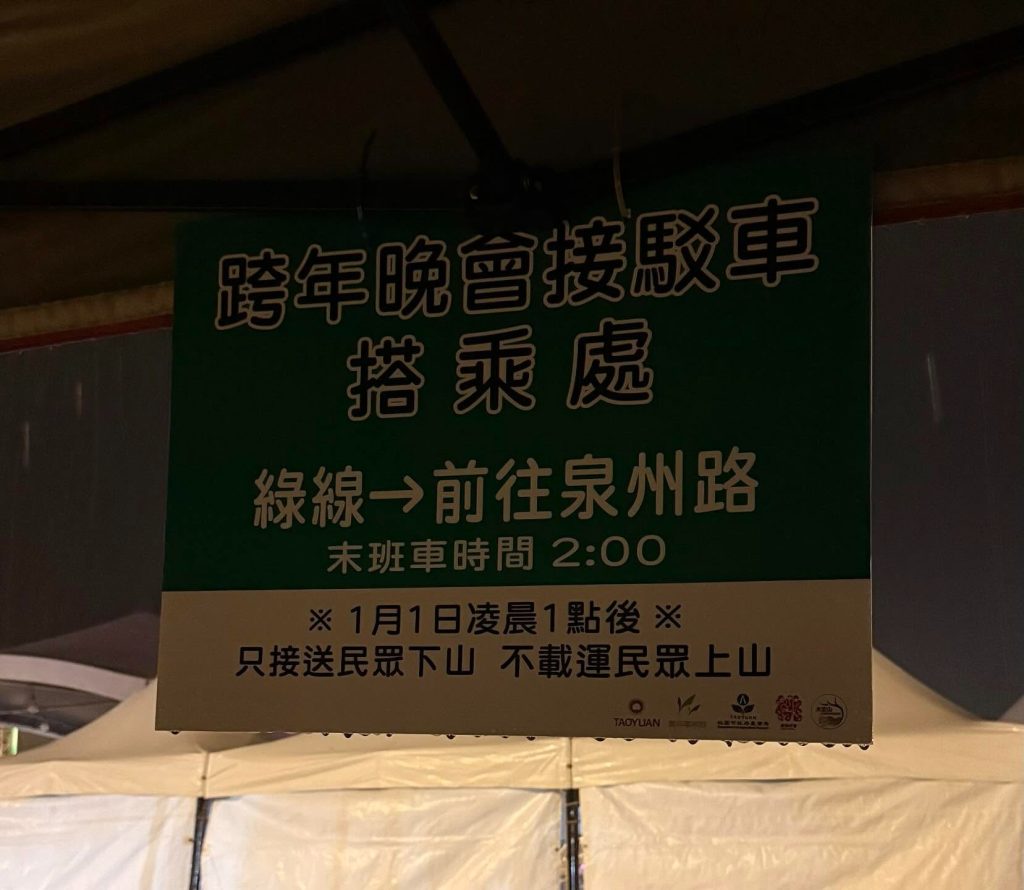 跨年晚會接駁車
搭乘處
綠線→前往泉州路
末班車時間 2:00
※ 1月1日凌晨1點後 ※
只接送民眾下山 不載運民眾上山
TAOYUAN